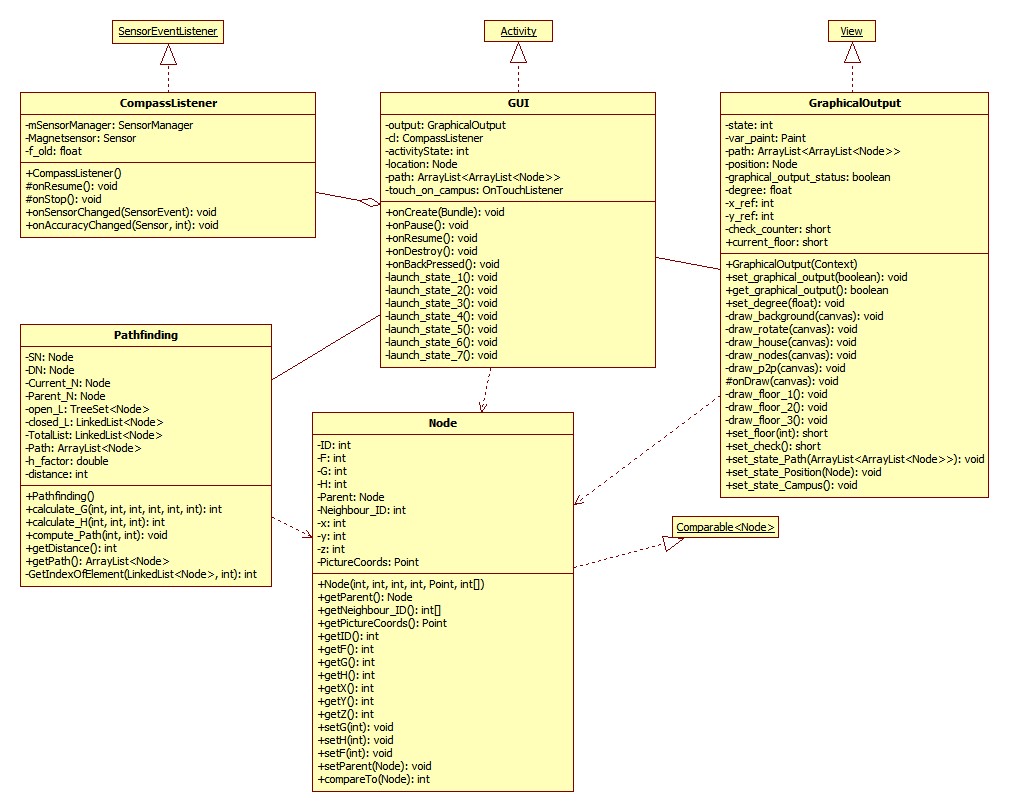 SensorEventListener
Activity
View
CompassListener
-mSensorManager: SensorManager
-Magnetsensor: Sensor
-f_old: float
+CompassListener()
#onResume(): void
#onStop(): void
+onSensorChanged(SensorEvent): void
+onAccuracyChanged(Sensor, int): void
GUI
-output: GraphicalOutput
-cl: CompassListener
-activityState: int
-location: Node
-path: ArrayList<ArrayList<Node>>
-touch_on_campus: OnTouchListener
+onCreate(Bundle): void
+onPause(): void
+onResume(): void
+onDestroy(): void
+onBackPressed(): void
-launch_state_1(): void
-launch_state_2(): void
-launch_state_3(): void
-launch_state_4(): void
-launch_state_5(): void
-launch_state_6(): void
-launch_state_7(): void
GraphicalOutput
-state: int
-var_paint: Paint
-path: ArrayList<ArrayList<Node>>
-position: Node
-graphical_output_status: boolean
-degree: float
-x_ref: int
-y_ref: int
-check_counter: short
+current_floor: short
+GraphicalOutput(Context)
+set_graphical_output(boolean): void
+get_graphical_output(): boolean
+set_degree(float): void
-draw_background(canvas): void
-draw_rotate(canvas): void
-draw_house(canvas): void
-draw_nodes(canvas): void
-draw_p2p(canvas): void
#onDraw(canvas): void
-draw_floor_1(): void
-draw_floor_2(): void
-draw_floor_3(): void
+set_floor(int): short
+set_check(): short
+set_state_Path(ArrayList<ArrayList<Node>>): void
+set_state_Position(Node): void
+set_state_Campus(): void
Pathfinding
-SN: Node
-DN: Node
-Current_N: Node
-Parent_N: Node
-open_L: TreeSet<Node>
-closed_L: LinkedList<Node>
-TotalList: LinkedList<Node>
-Path: ArrayList<Node>
-h_factor: double
-distance: int
+Pathfinding()
+calculate_G(int, int, int, int, int, int): int
+calculate_H(int, int, int): int
+compute_Path(int, int): void
+getDistance(): int
+getPath(): ArrayList<Node>
-GetIndexOfElement(LinkedList<Node>, int): int
Node
-ID: int
-F: int
-G: int
-H: int
-Parent: Node
-Neighbour_ID: int
-x: int
-y: int
-z: int
-PictureCoords: Point
+Node(int, int, int, int, Point, int[])
+getParent(): Node
+getNeighbour_ID(): int[]
+getPictureCoords(): Point
+getID(): int
+getF(): int
+getG(): int
+getH(): int
+getX(): int
+getY(): int
+getZ(): int
+setG(int): void
+setH(int): void
+setF(int): void
+setParent(Node): void
+compareTo(Node): int
Comparable<Node>